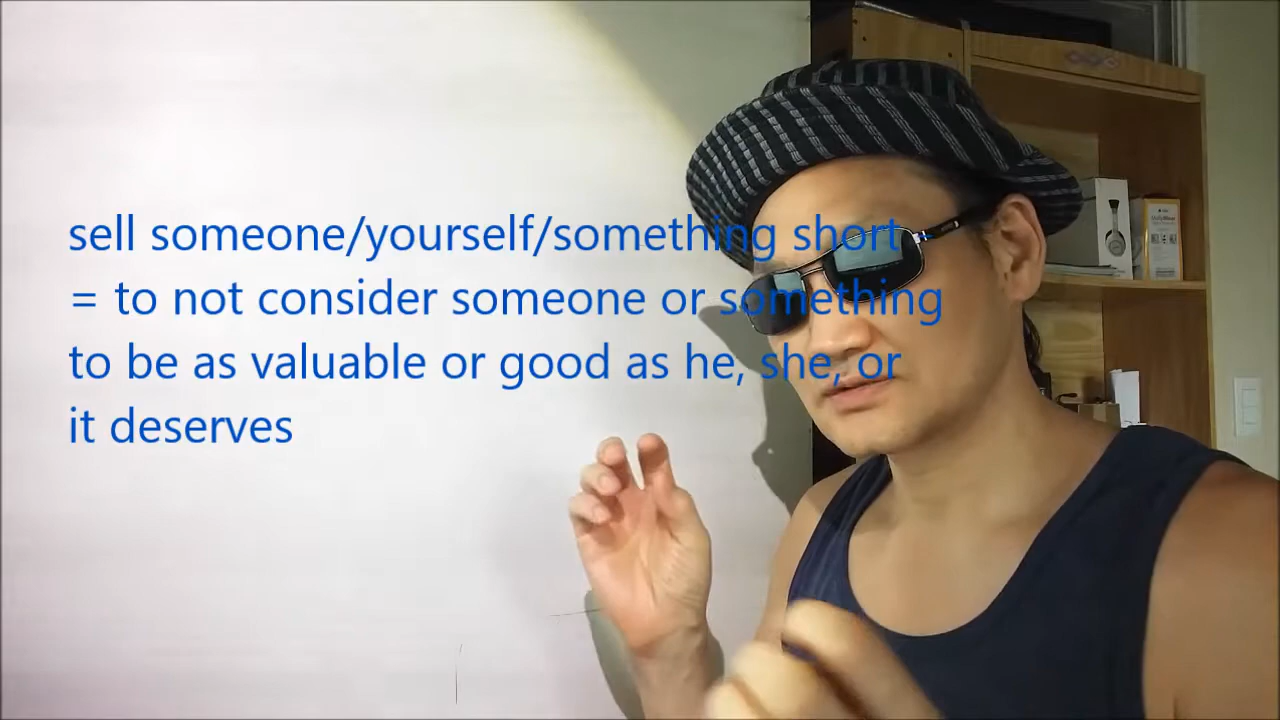 sell someone/yourself/something short
= to not consider someone or something
to be as valuable or good as he, she, or
it deserves